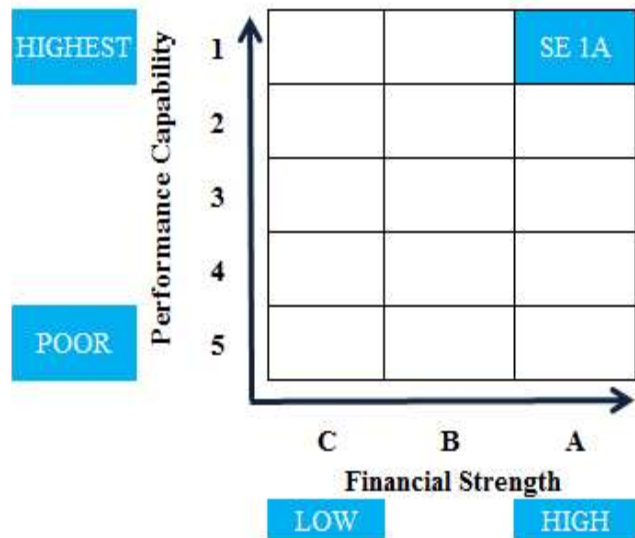 HIGHEST
Performance Capability
1
SE 1A
2
3
4
POOR
5
C B A
Financial Strength
LOW HIGH